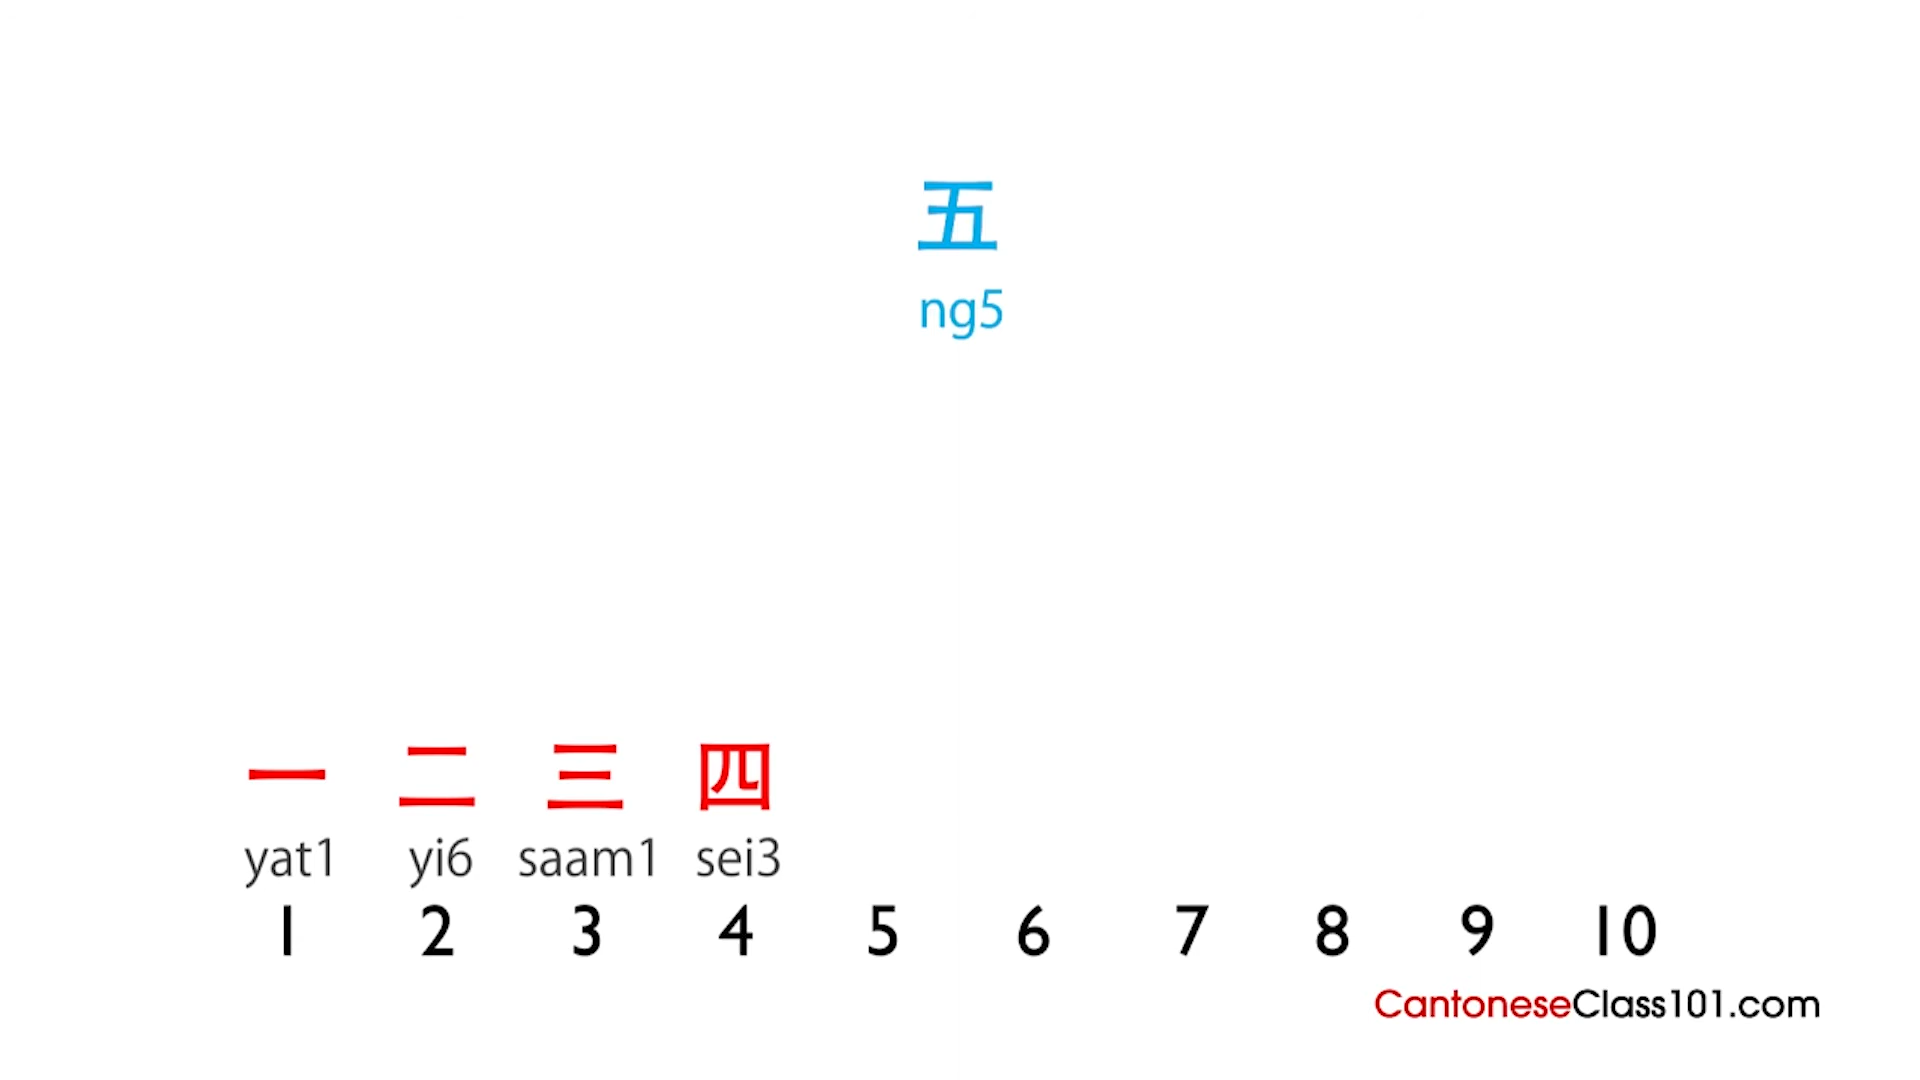 五
ng5
一 二 三 四
yat1 yi6 saam1 sei3
1 2 3 4 5 6 7 8 9 10
CantoneseClass101.com